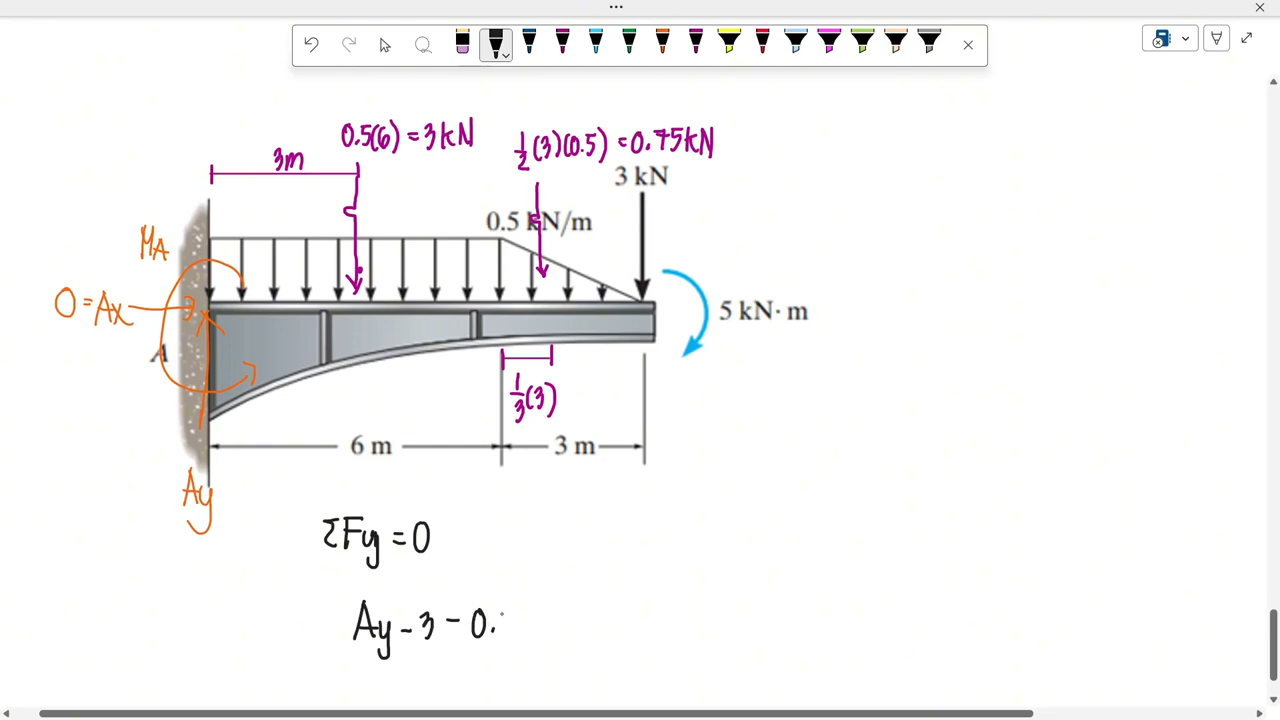 0.5(6) = 3 kN
½(3)(0.5) = 0.75 kN
3m
3 kN
0.5 kN/m
MA
0 = Ax
A
5 kN·m
⅓(3)
6 m
3 m
Ay
ΣFy = 0
Ay - 3 - 0.